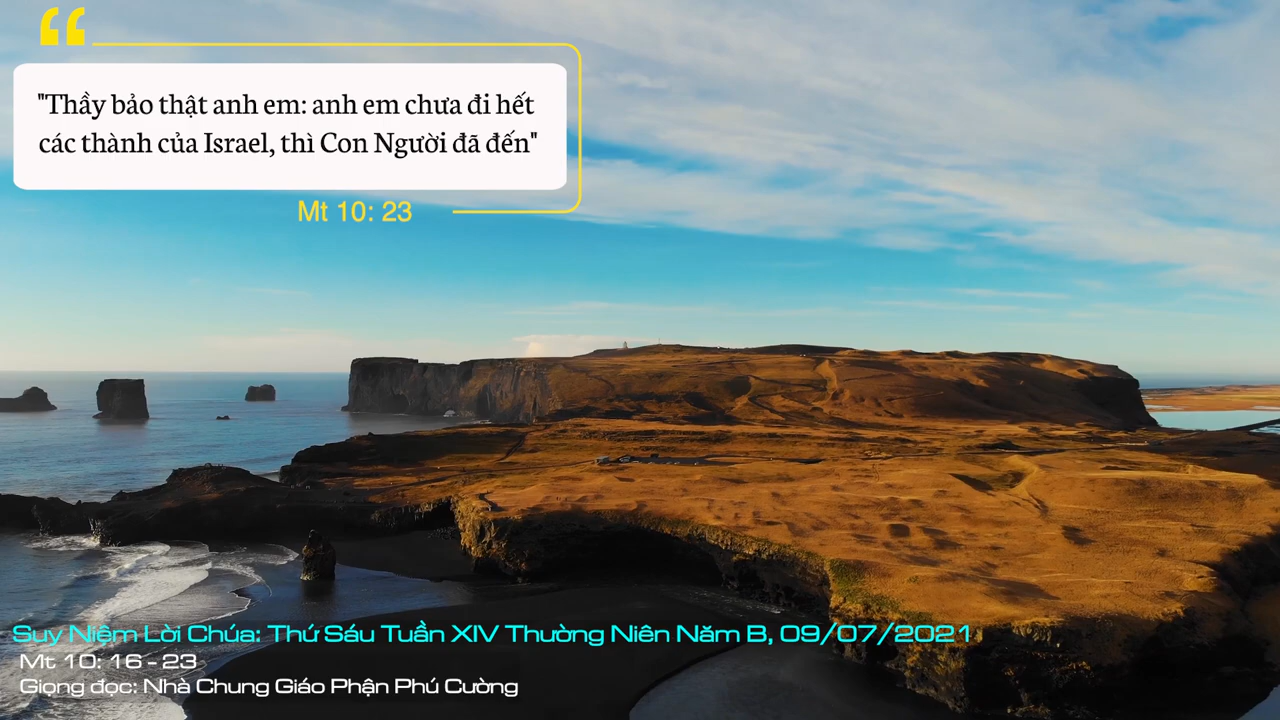 "Thầy bảo thật anh em: anh em chưa đi hết
các thành của Israel, thì Con Người đã đến"
Mt 10: 23
Suy Niệm Lời Chúa: Thứ Sáu Tuần XIV Thường Niên Năm B, 09/07/2021
Mt 10: 16 - 23
Giọng đọc: Nhà Chung Giáo Phận Phú Cường